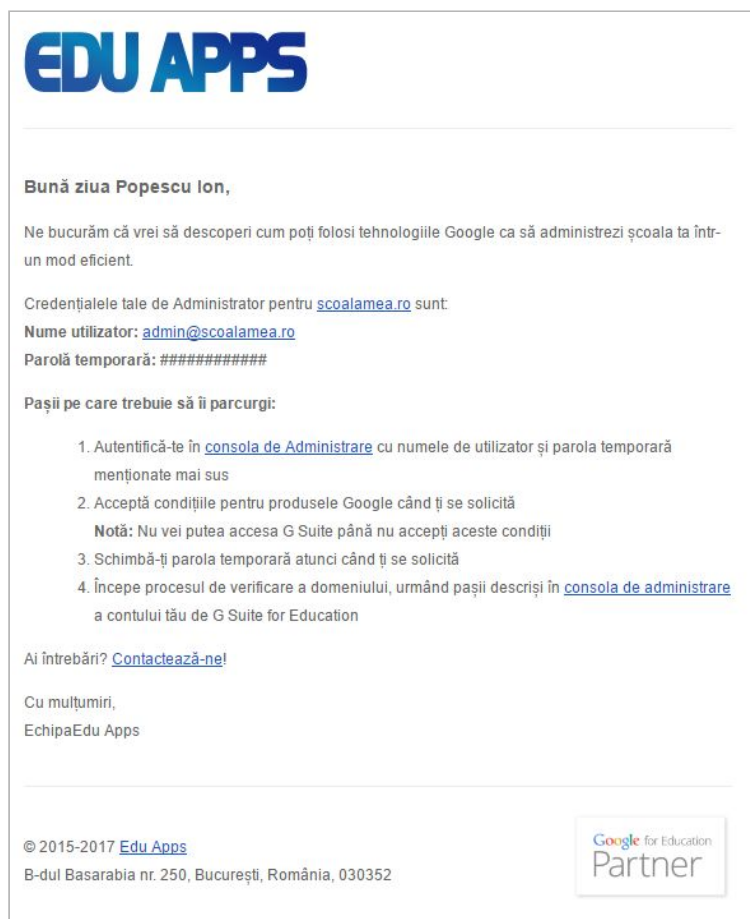 EDU APPS
Bună ziua Popescu Ion,
Ne bucurăm că vrei să descoperi cum poți folosi tehnologiile Google ca să administrezi școala ta într-
un mod eficient.
Credențialele tale de Administrator pentru scoalamea.ro sunt:
Nume utilizator: admin@scoalamea.ro
Parolă temporară: ############
Pașii pe care trebuie să îi parcurgi:
1. Autentifică-te în consola de Administrare cu numele de utilizator și parola temporară
menționate mai sus
2. Acceptă condițiile pentru produsele Google când ți se solicită
Notă: Nu vei putea accesa G Suite până nu accepți aceste condiții
3. Schimbă-ți parola temporară atunci când ți se solicită
4. Începe procesul de verificare a domeniului, urmând pașii descriși în consola de administrare
a contului tău de G Suite for Education
Ai întrebări? Contactează-ne!
Cu mulțumiri,
EchipaEdu Apps
© 2015-2017 Edu Apps
B-dul Basarabia nr. 250, București, România, 030352
Google for Education
Partner